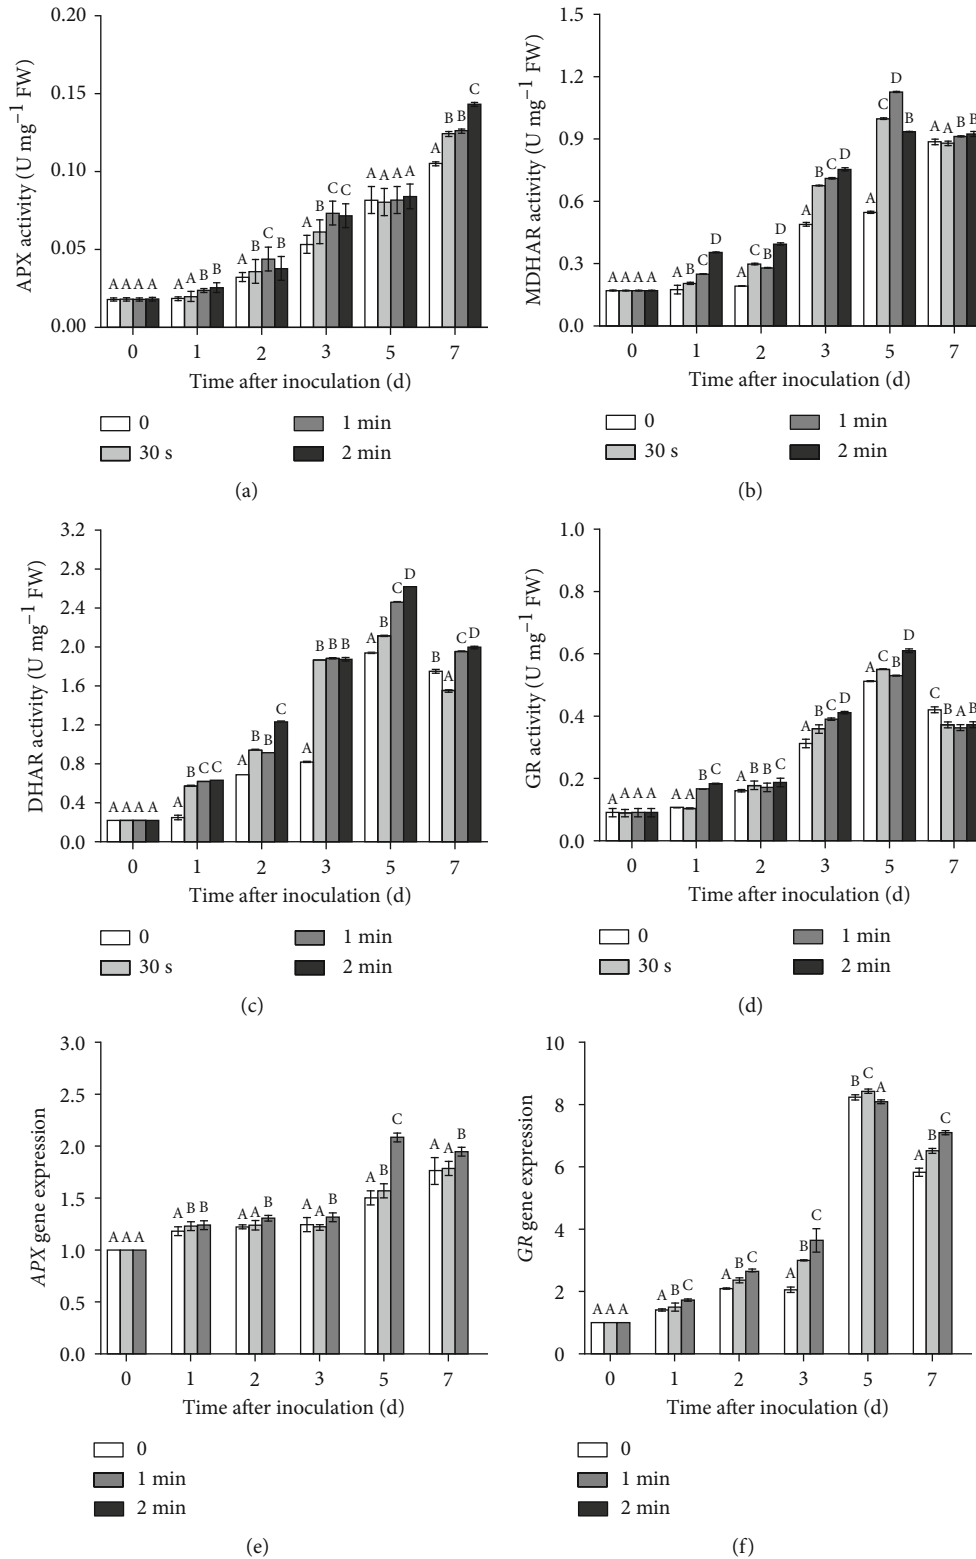 0.20
0.15
0.10
0.05
0.00
APX activity (U mg−1 FW)
A A A A
A A B B
A B C B
A B C C
A A A A
A B B C
0 1 2 3 5 7
Time after inoculation (d)
0
30 s
1 min
2 min
(a)
1.5
1.2
0.9
0.6
0.3
0.0
MDHAR activity (U mg−1 FW)
A A A A
A B C D
A C B D
A B C D
A C D B
A A B B
0 1 2 3 5 7
Time after inoculation (d)
0
30 s
1 min
2 min
(b)
3.2
2.8
2.4
2.0
1.6
1.2
0.8
0.4
0.0
DHAR activity (U mg−1 FW)
A A A A
A B C C
A B B C
A B B B
A B C D
B A C D
0 1 2 3 5 7
Time after inoculation (d)
0
30 s
1 min
2 min
(c)
1.0
0.8
0.6
0.4
0.2
0.0
GR activity (U mg−1 FW)
A A A A
A A B C
A B B C
A B C D
A C B D
C B A B
0 1 2 3 5 7
Time after inoculation (d)
0
30 s
1 min
2 min
(d)
3.0
2.5
2.0
1.5
1.0
0.5
0.0
APX gene expression
A A A
A B B
A A B
A A B
A B C
A A B
0 1 2 3 5 7
Time after inoculation (d)
0
1 min
2 min
(e)
10
8
6
4
2
0
GR gene expression
A A A
A B C
A B C
A B C
B C A
A B C
0 1 2 3 5 7
Time after inoculation (d)
0
1 min
2 min
(f)